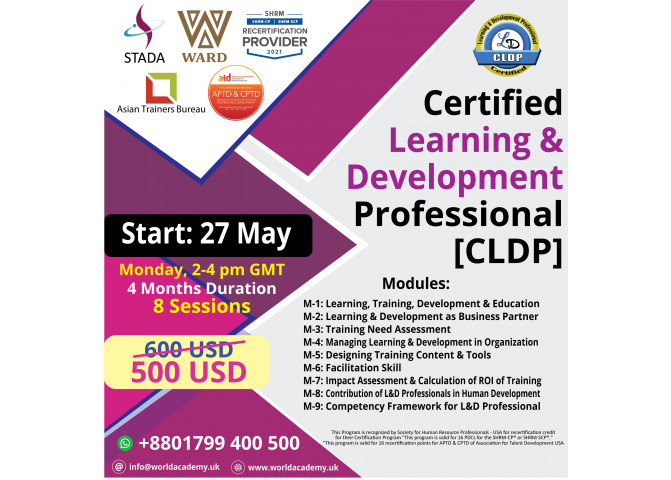 STADA
WARD
SHRM
SHRM-CP | SHRM-SCP
RECERTIFICATION
PROVIDER
2021
Asian Trainers Bureau
atd
APTD & CPTD
Learning & Development Professional
LD
CLDP
Certified
Certified
Learning &
Development
Professional
[CLDP]
Start: 27 May
Monday, 2-4 pm GMT
4 Months Duration
8 Sessions
600 USD
500 USD
Modules:
M-1: Learning, Training, Development & Education
M-2: Learning & Development as Business Partner
M-3: Training Need Assessment
M-4: Managing Learning & Development in Organization
M-5: Designing Training Content & Tools
M-6: Facilitation Skill
M-7: Impact Assessment & Calculation of ROI of Training
M-8: Contribution of L&D Professionals in Human Development
M-9: Competency Framework for L&D Professional
This Program is recognized by Society for Human Resource Professionals - USA for recertification credit
for their Certification Program "This program is valid for 16 PDCs for the SHRM-CP® or SHRM-SCP®."
"This program is valid for 16 recertification points for APTD & CPTD of Association for Talent Development USA
+8801799 400 500
@ info@worldacademy.uk
www.worldacademy.uk